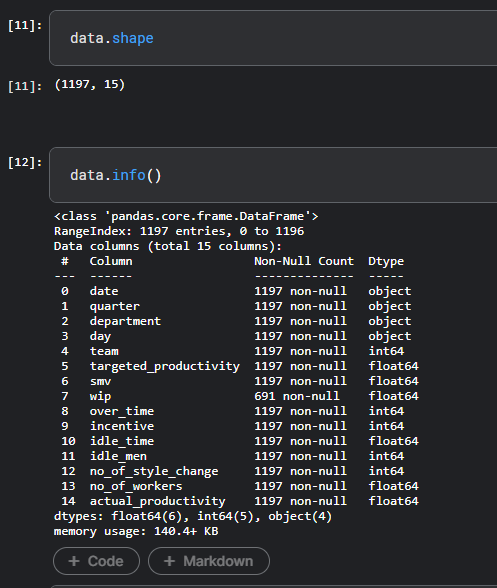 [11]:
data.shape
[11]: (1197, 15)
[12]:
data.info()
<class 'pandas.core.frame.DataFrame'>
RangeIndex: 1197 entries, 0 to 1196
Data columns (total 15 columns):
 #   Column                 Non-Null Count  Dtype
---  ------                 --------------  -----
 0   date                   1197 non-null   object
 1   quarter                1197 non-null   object
 2   department             1197 non-null   object
 3   day                    1197 non-null   object
 4   team                   1197 non-null   int64
 5   targeted_productivity  1197 non-null   float64
 6   smv                    1197 non-null   float64
 7   wip                    691 non-null    float64
 8   over_time              1197 non-null   int64
 9   incentive              1197 non-null   int64
 10  idle_time              1197 non-null   float64
 11  idle_men               1197 non-null   int64
 12  no_of_style_change     1197 non-null   int64
 13  no_of_workers          1197 non-null   float64
 14  actual_productivity    1197 non-null   float64
dtypes: float64(6), int64(5), object(4)
memory usage: 140.4+ KB
+ Code + Markdown